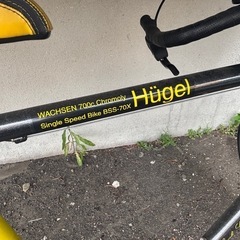 WACHSEN 700c Chromoly
Single Speed Bike BSS-70X
Hügel